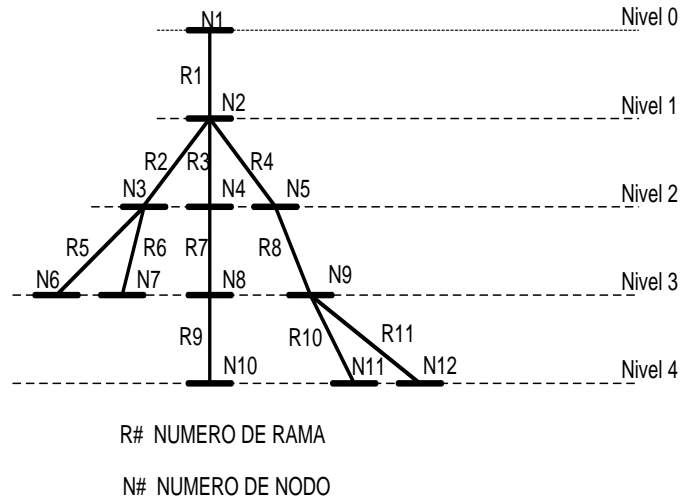 N1 Nivel 0
R1
N2 Nivel 1
R2 R3 R4
N3 N4 N5 Nivel 2
R5 R6 R7 R8
N6 N7 N8 N9 Nivel 3
R9 R10 R11
N10 N11 N12 Nivel 4
R# NUMERO DE RAMA
N# NUMERO DE NODO